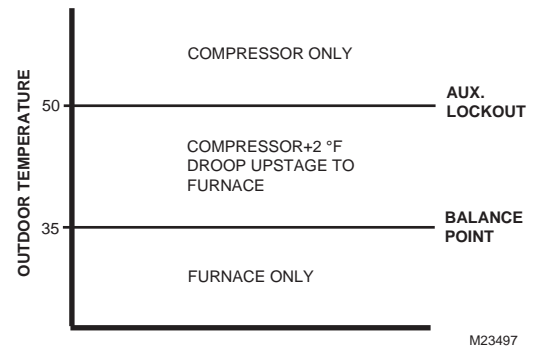 COMPRESSOR ONLY
OUTDOOR TEMPERATURE
50
AUX.
LOCKOUT
COMPRESSOR+2 °F
DROOP UPSTAGE TO
FURNACE
35
BALANCE
POINT
FURNACE ONLY
M23497